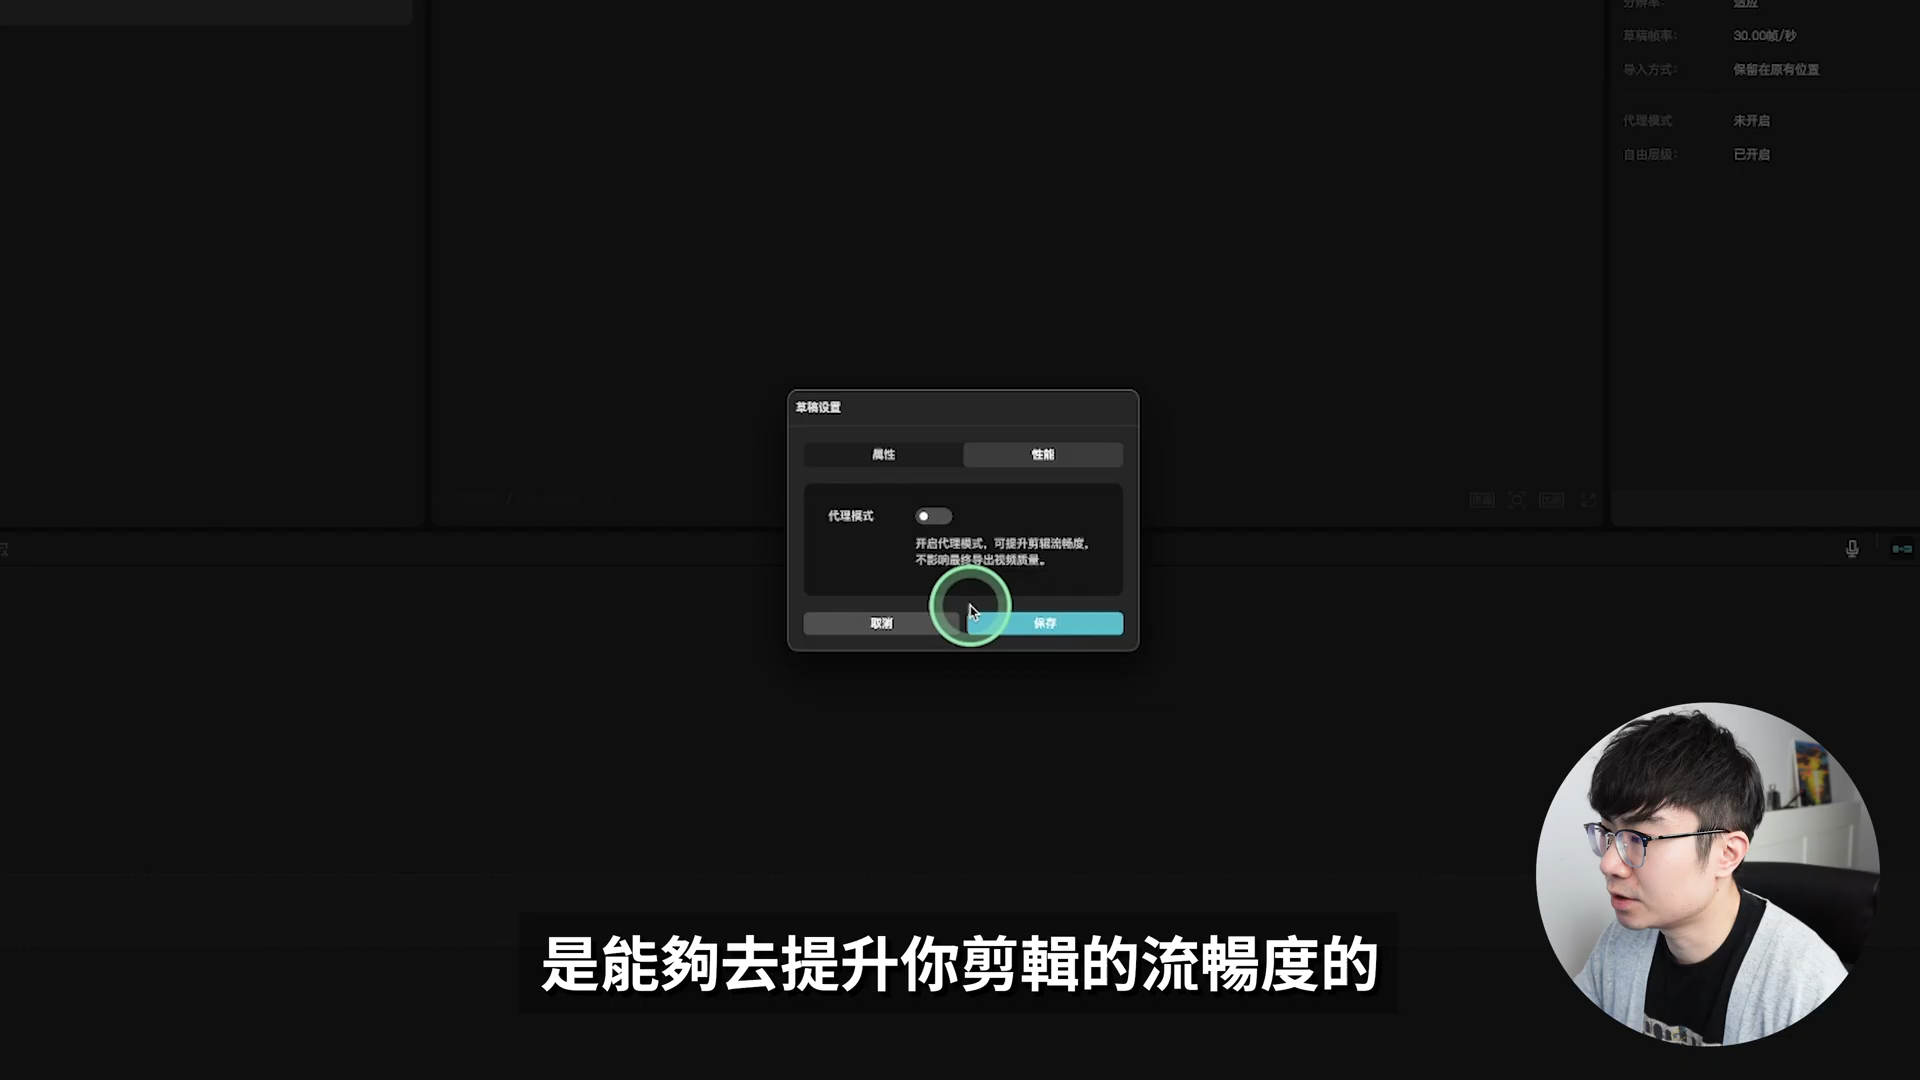 分辨率： 适应
草稿帧率： 30.00帧/秒
导入方式： 保留在原有位置
代理模式 未开启
自由层级： 已开启
草稿设置
属性 性能
代理模式
开启代理模式，可提升剪辑流畅度，
不影响最终导出视频质量。
取消 保存
是能夠去提升你剪輯的流暢度的